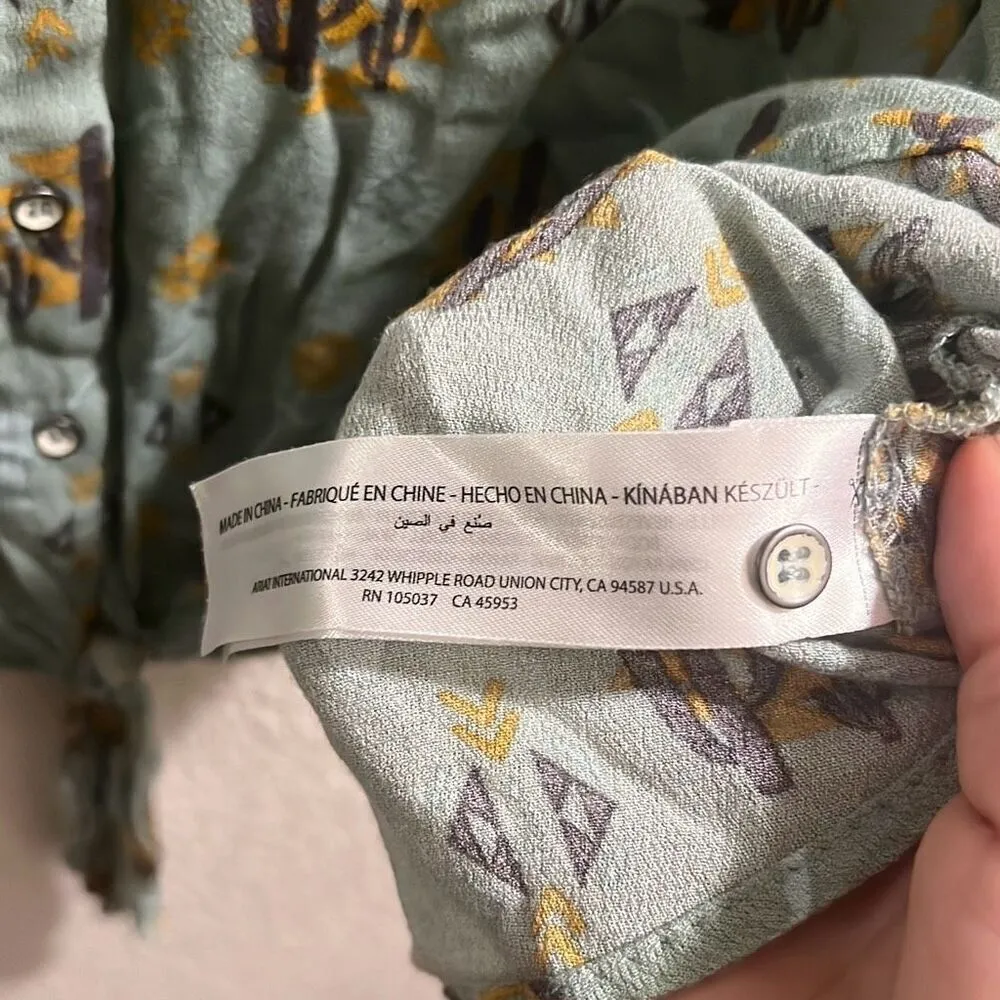 MADE IN CHINA - FABRIQUÉ EN CHINE - HECHO EN CHINA - KÍNÁBAN KÉSZÜLT -
صُنع في الصين
ARIAT INTERNATIONAL 3242 WHIPPLE ROAD UNION CITY, CA 94587 U.S.A.
RN 105037 CA 45953